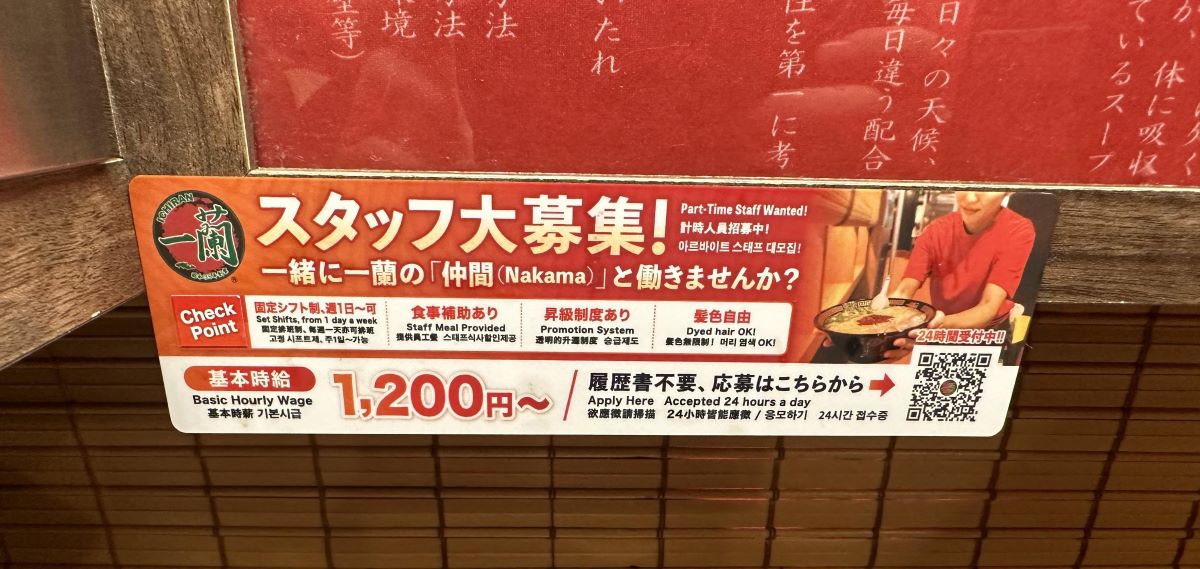 日々の天候、
毎日違う配合
性を第一に考
れたれ
方法
方法
環境
室等)
体に吸収
ているスープ
ICHIRAN
一蘭
スタッフ大募集!
Part-Time Staff Wanted!
計時人員招募中!
아르바이트 스태프 대모집!
一緒に一蘭の「仲間(Nakama)」と働きませんか?
Check
Point
固定シフト制、週1日〜可
Set Shifts, from 1 day a week
固定排班制、每週一天亦可排班
고정 시프트제, 주1일~가능
食事補助あり
Staff Meal Provided
提供員工餐 스태프식사할인제공
昇級制度あり
Promotion System
透明的升遷制度 승급제도
髪色自由
Dyed hair OK!
髮色無限制! 머리 염색 OK!
24時間受付中!!
基本時給
Basic Hourly Wage
基本時薪 기본시급
1,200円〜
履歴書不要、応募はこちらから
Apply Here Accepted 24 hours a day
欲應徵請掃描 24小時皆能應徵 / 응모하기 24시간 접수중